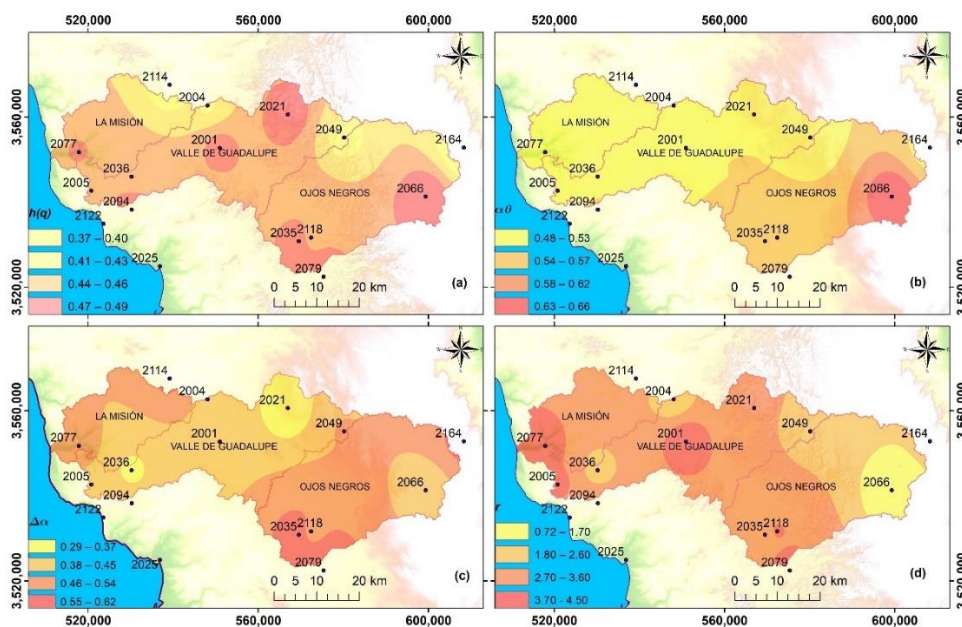 520,000 560,000 600,000 560,000 600,000
2114
2004
2021
3,560,000
LA MISIÓN
2049
2077
2001
2164
VALLE DE GUADALUPE
2036
2005
OJOS NEGROS
2066
2094
h(q)
2122
0.37 – 0.40
2035 2118
0.41 – 0.43
2025
2079
0.44 – 0.46
0 5 10 20 km
(a)
0.47 – 0.49
3,520,000
2114
2004
2021
3,560,000
LA MISIÓN
2049
2077
2001
2164
VALLE DE GUADALUPE
2036
2005
OJOS NEGROS
2066
2094
2122
α0
0.48 – 0.53
2035 2118
0.54 – 0.57
2025
2079
0.58 – 0.62
0 5 10 20 km
(b)
0.63 – 0.66
3,520,000
2114
2004
2021
3,560,000
LA MISIÓN
2049
2077
2001
2164
VALLE DE GUADALUPE
2036
2005
OJOS NEGROS
2066
2094
2122
Δα
0.29 – 0.37
2035 2118
0.38 – 0.45
2025
2079
0.46 – 0.54
0 5 10 20 km
(c)
0.55 – 0.62
3,520,000
2114
2004
2021
LA MISIÓN
2049
2077
2001
2164
VALLE DE GUADALUPE
2036
2005
OJOS NEGROS
2066
2094
2122
r
0.72 – 1.70
2035 2118
1.80 – 2.60
2025
2079
2.70 – 3.60
0 5 10 20 km
(d)
3.70 – 4.50
520,000 560,000 600,000 520,000 560,000 600,000